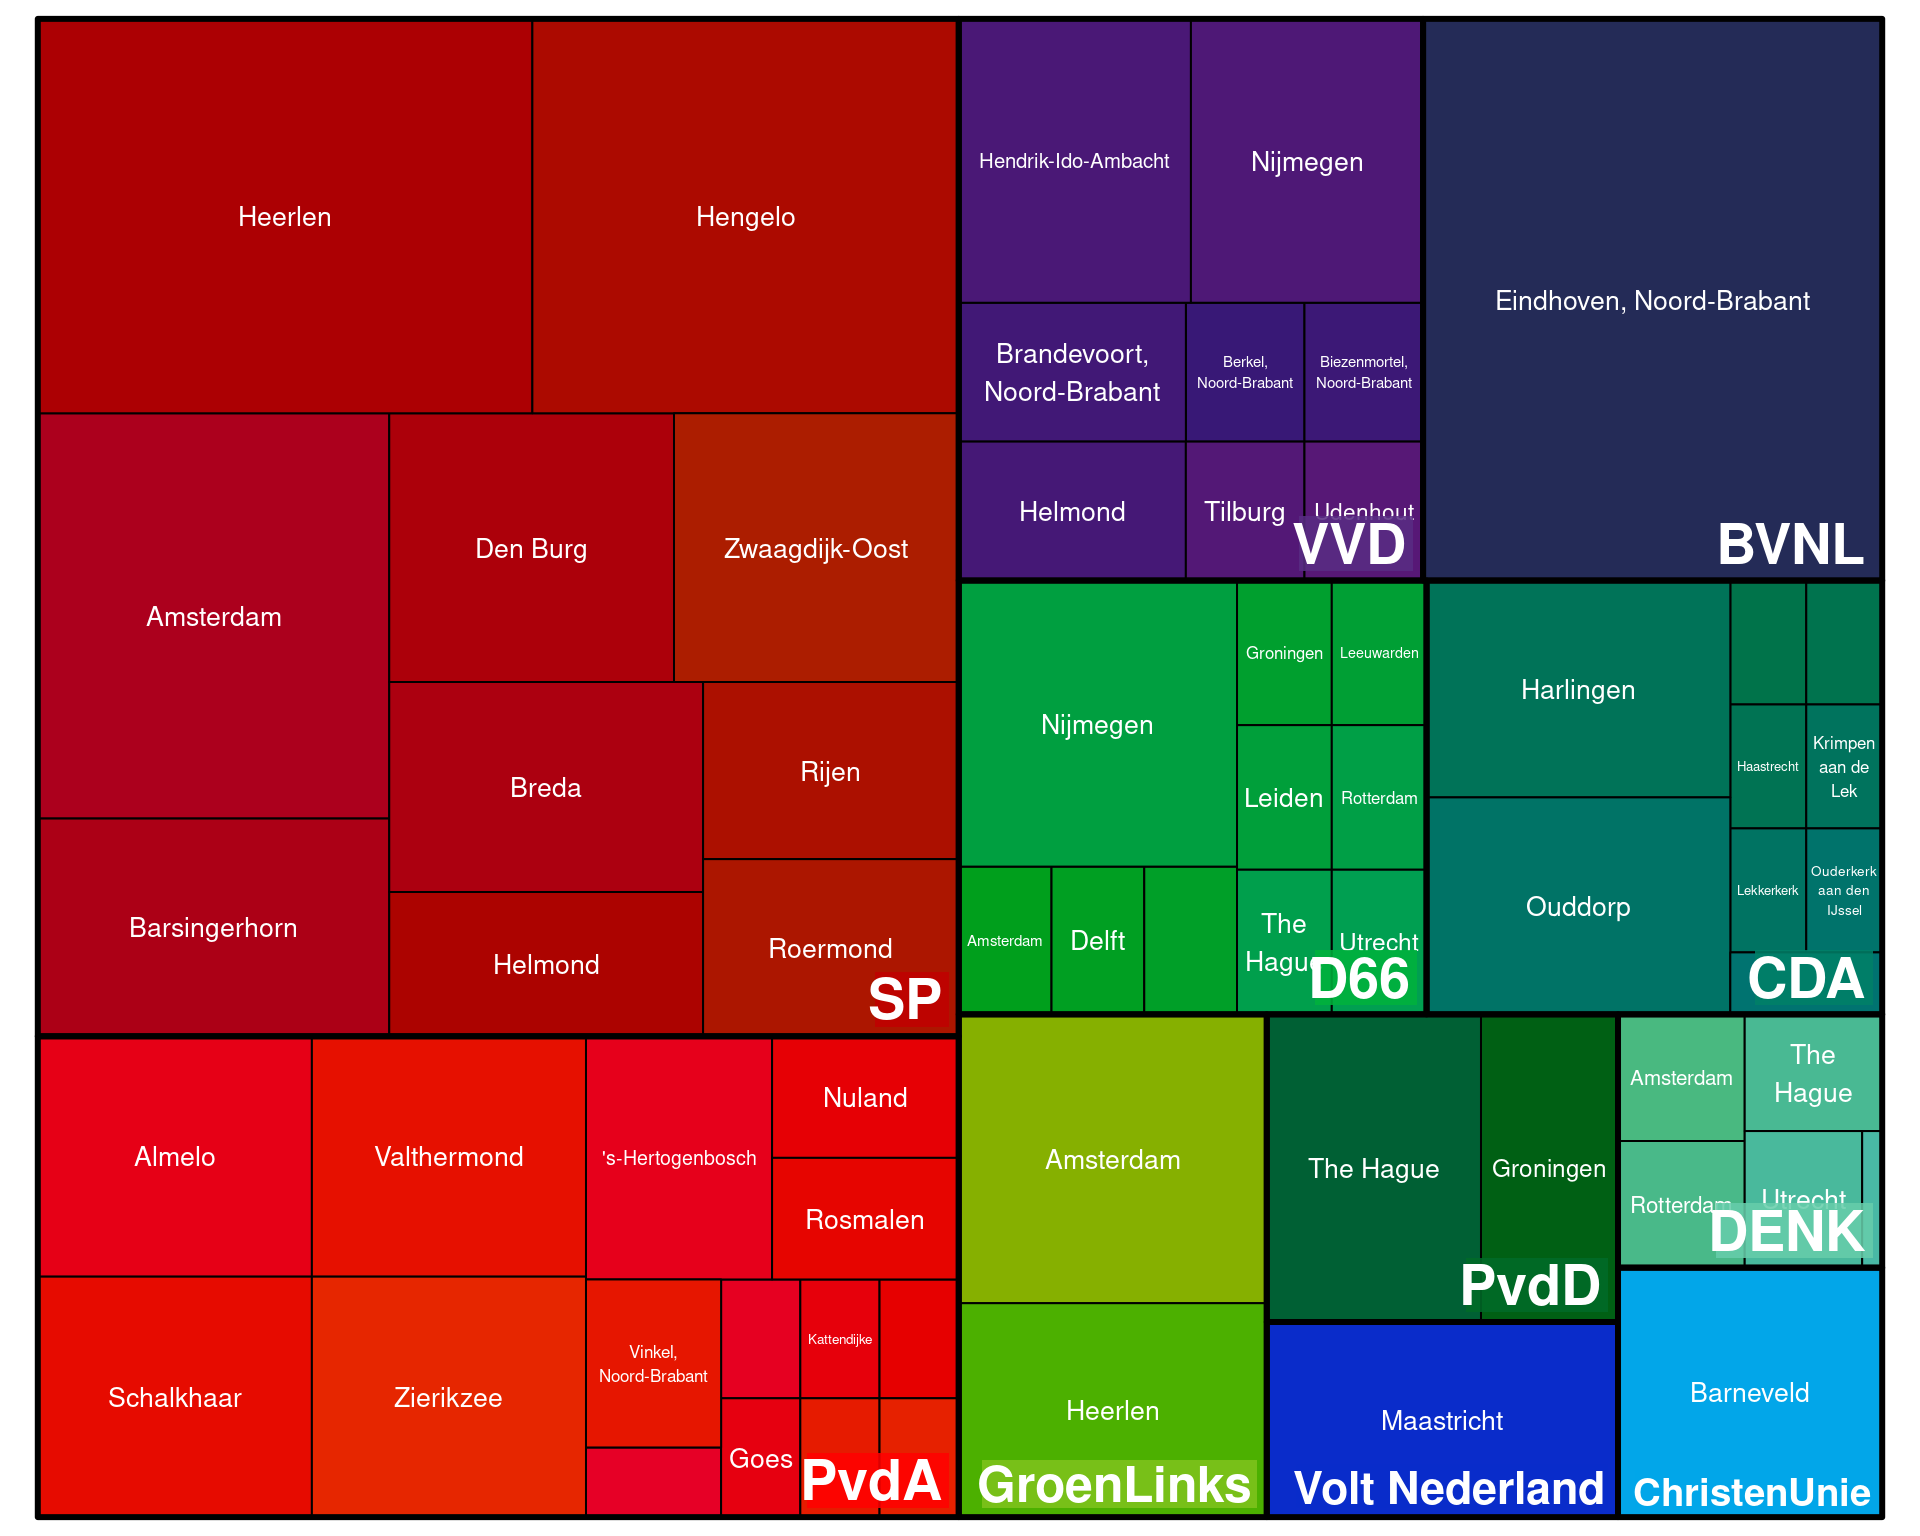 Heerlen
Hengelo
Amsterdam
Den Burg
Zwaagdijk-Oost
Breda
Rijen
Barsingerhorn
Helmond
Roermond
SP
Hendrik-Ido-Ambacht
Nijmegen
Brandevoort,
Noord-Brabant
Berkel,
Noord-Brabant
Biezenmortel,
Noord-Brabant
Helmond
Tilburg
Udenhout
VVD
Eindhoven, Noord-Brabant
BVNL
Nijmegen
Groningen
Leeuwarden
Leiden
Rotterdam
Amsterdam
Delft
The
Hague
Utrecht
D66
Harlingen
Ouddorp
Haastrecht
Krimpen
aan de
Lek
Lekkerkerk
Ouderkerk
aan den
IJssel
CDA
Almelo
Valthermond
's-Hertogenbosch
Nuland
Rosmalen
Schalkhaar
Zierikzee
Vinkel,
Noord-Brabant
Kattendijke
Goes
PvdA
Amsterdam
Heerlen
GroenLinks
The Hague
Groningen
PvdD
Maastricht
Volt Nederland
Amsterdam
The
Hague
Rotterdam
Utrecht
DENK
Barneveld
ChristenUnie